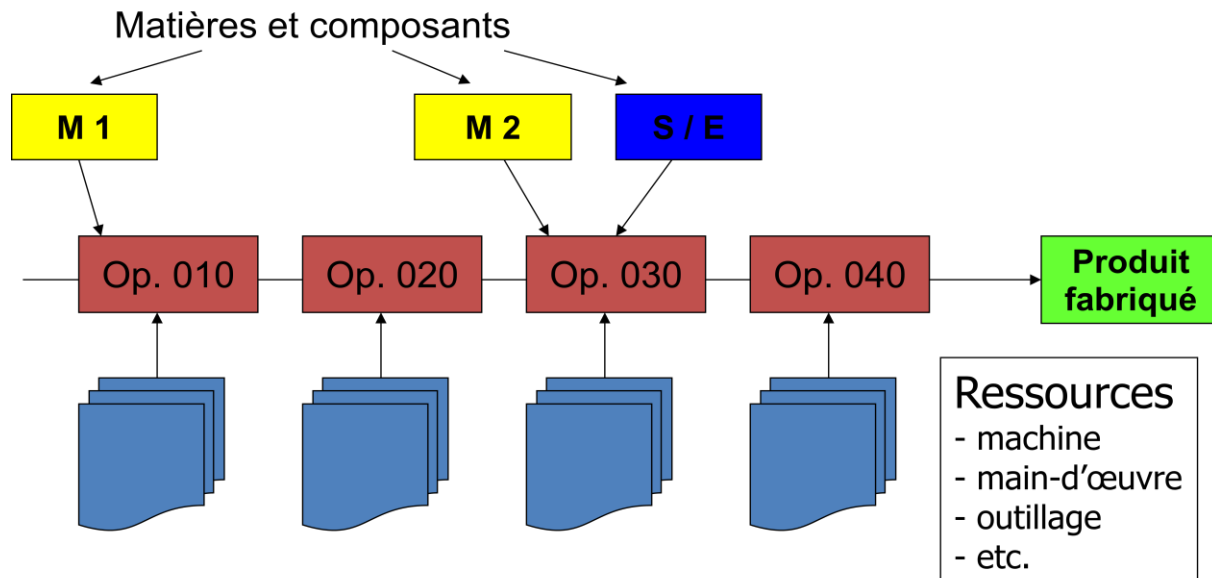 Matières et composants
M 1
M 2
S / E
Op. 010
Op. 020
Op. 030
Op. 040
Produit
fabriqué
Ressources
- machine
- main-d’œuvre
- outillage
- etc.